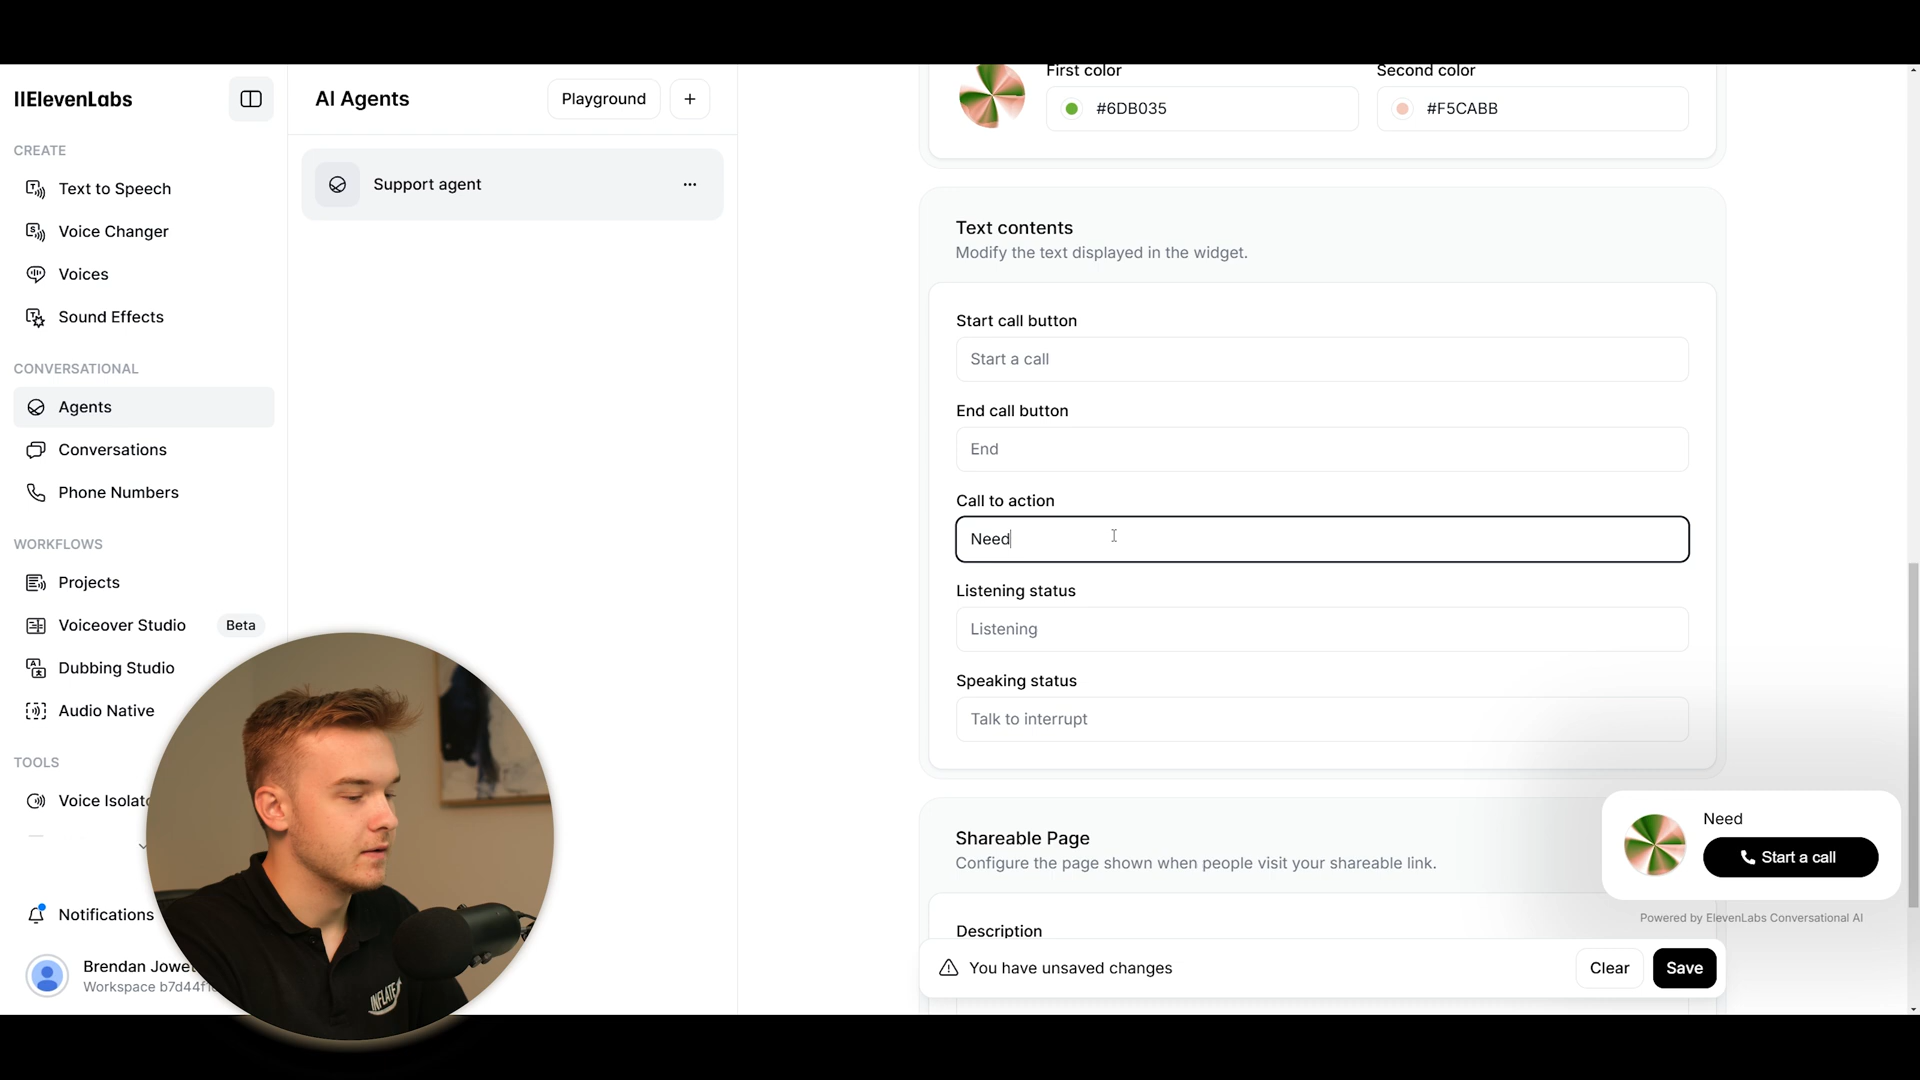 IIElevenLabs
CREATE
Text to Speech
Voice Changer
Voices
Sound Effects
CONVERSATIONAL
Agents
Conversations
Phone Numbers
WORKFLOWS
Projects
Voiceover Studio Beta
Dubbing Studio
Audio Native
TOOLS
Voice Isolato
Notifications
Brendan Jowet
Workspace b7d44f
AI Agents
Playground +
Support agent ...
First color
#6DB035
Second color
#F5CABB
Text contents
Modify the text displayed in the widget.
Start call button
Start a call
End call button
End
Call to action
Need
Listening status
Listening
Speaking status
Talk to interrupt
Shareable Page
Configure the page shown when people visit your shareable link.
Description
You have unsaved changes
Clear
Save
Need
Start a call
Powered by ElevenLabs Conversational AI
INFLATE